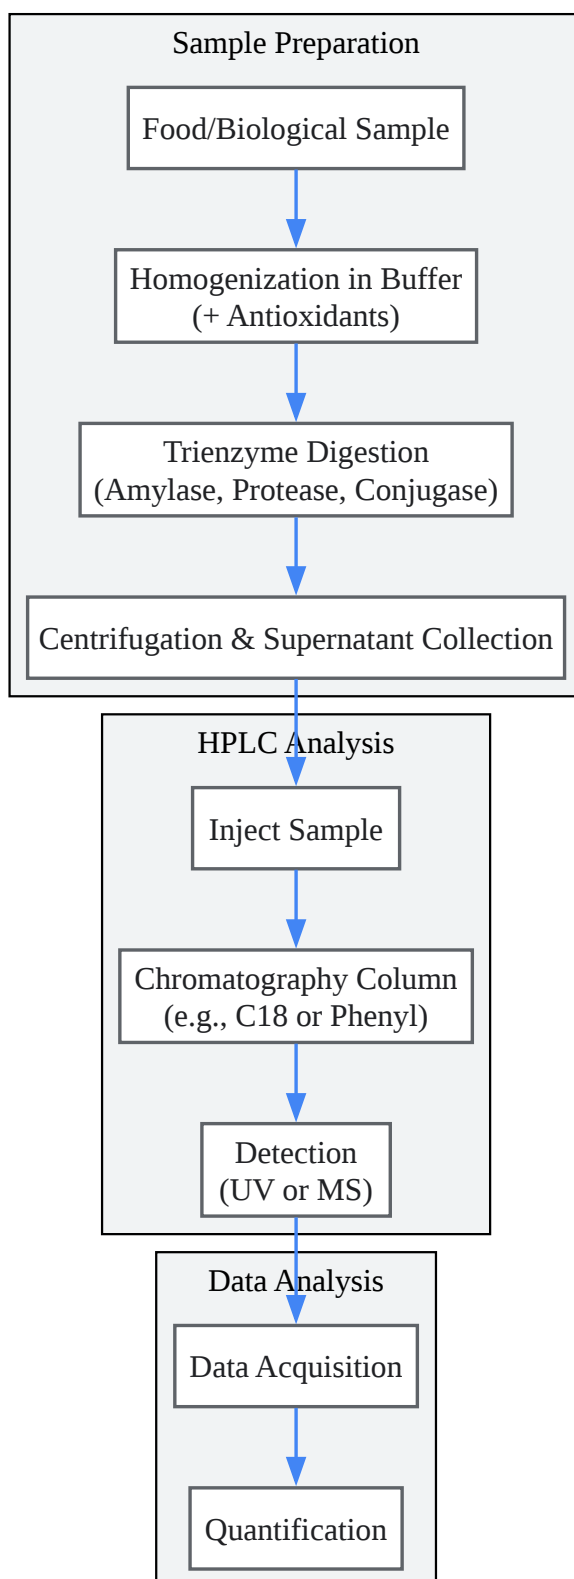 Sample Preparation
Food/Biological Sample
Homogenization in Buffer
(+ Antioxidants)
Trienzyme Digestion
(Amylase, Protease, Conjugase)
Centrifugation & Supernatant Collection
HPLC Analysis
Inject Sample
Chromatography Column
(e.g., C18 or Phenyl)
Detection
(UV or MS)
Data Analysis
Data Acquisition
Quantification